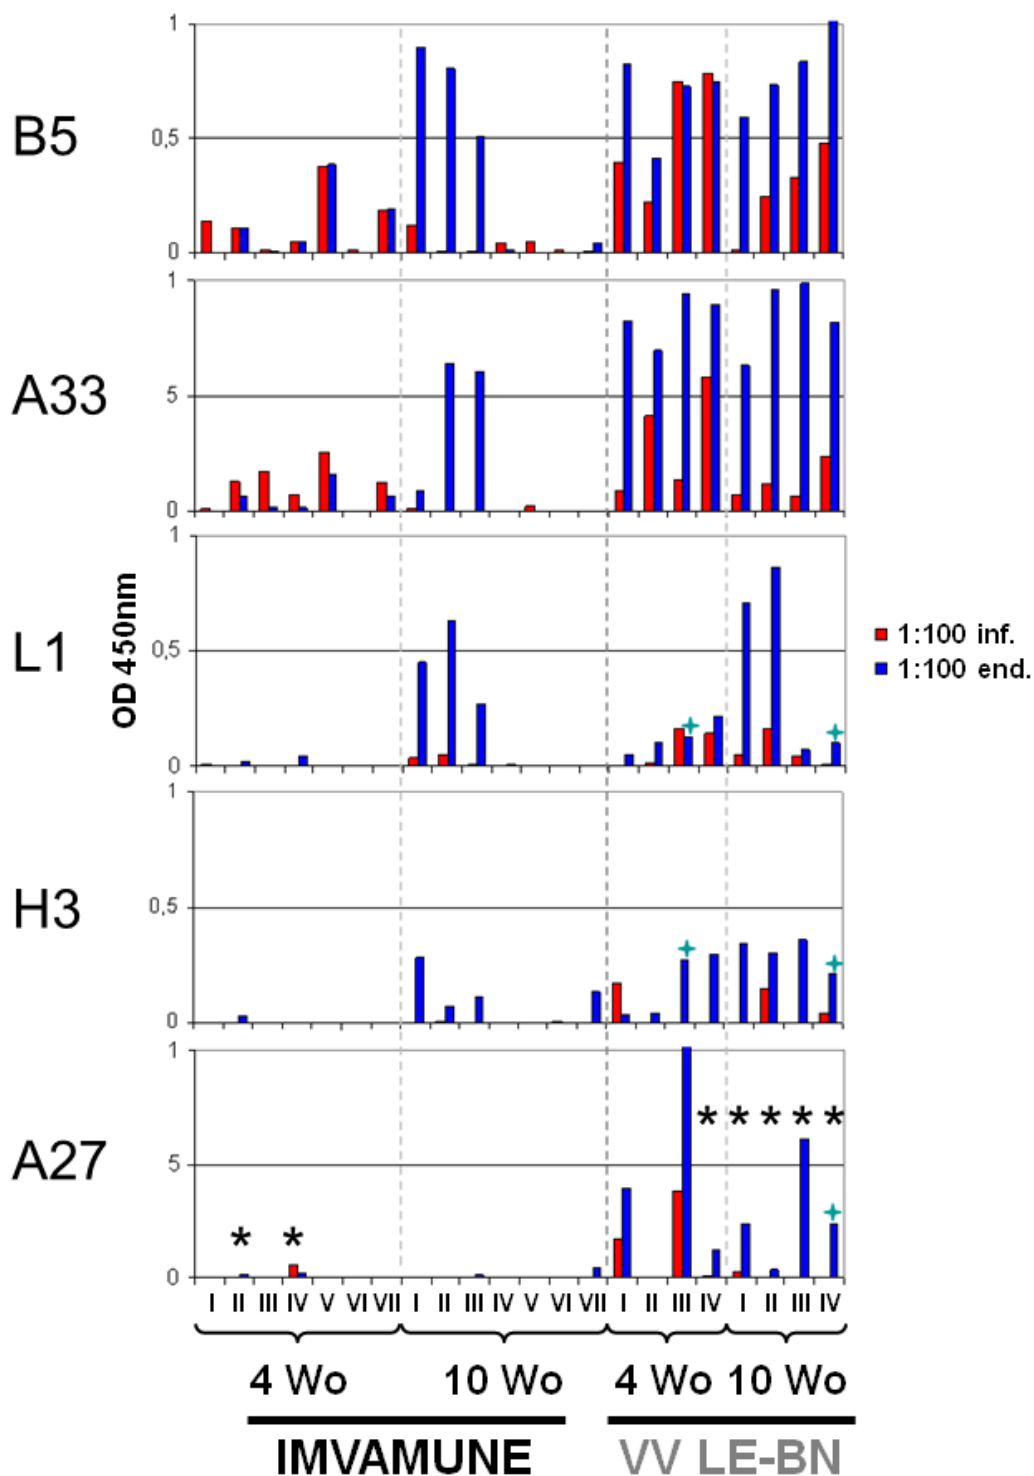 B5
1
0,5
0
A33
1
5
0
L1
1
0,5
0
OD 450nm
1:100 inf.
1:100 end.
H3
1
0,5
0
A27
1
5
0
* * * * *
* *
I II III IV V VI VII I II III IV V VI VII I II III IV I II III IV
4 Wo 10 Wo 4 Wo 10 Wo
IMVAMUNE VV LE-BN